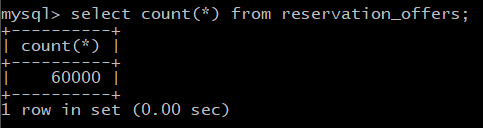 mysql> select count(*) from reservation_offers;
+----------+
| count(*) |
+----------+
|    60000 |
+----------+
1 row in set (0.00 sec)